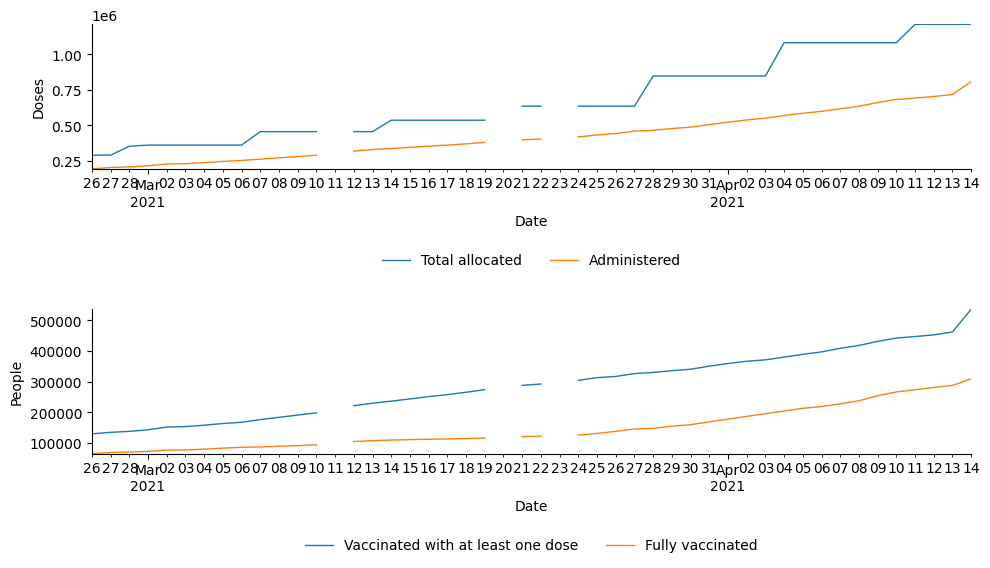 1e6
1.00
0.75
0.50
0.25
Doses
26 27 28 Mar 02 03 04 05 06 07 08 09 10 11 12 13 14 15 16 17 18 19 20 21 22 23 24 25 26 27 28 29 30 31 Apr 02 03 04 05 06 07 08 09 10 11 12 13 14
2021 2021
Date
Total allocated Administered
500000
400000
300000
200000
100000
People
26 27 28 Mar 02 03 04 05 06 07 08 09 10 11 12 13 14 15 16 17 18 19 20 21 22 23 24 25 26 27 28 29 30 31 Apr 02 03 04 05 06 07 08 09 10 11 12 13 14
2021 2021
Date
Vaccinated with at least one dose Fully vaccinated